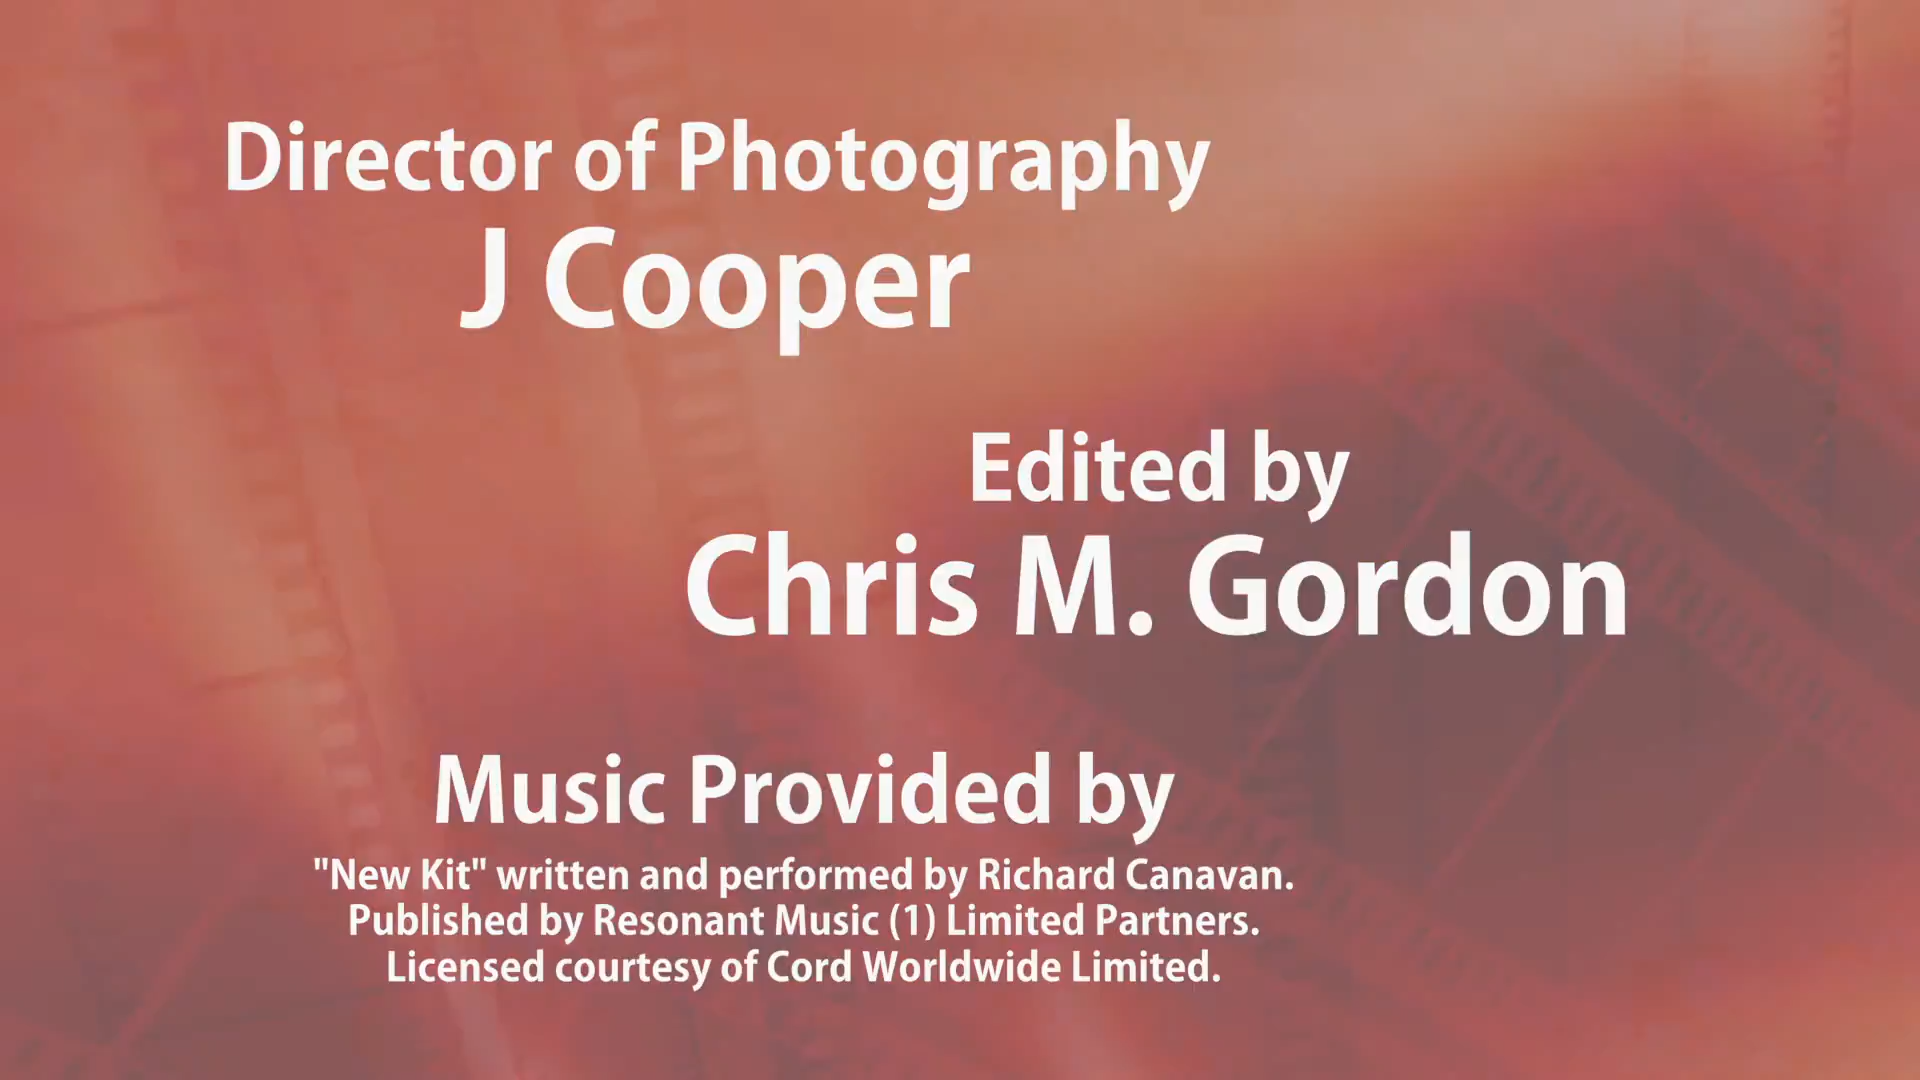 Director of Photography
J Cooper
Edited by
Chris M. Gordon
Music Provided by
"New Kit" written and performed by Richard Canavan.
Published by Resonant Music (1) Limited Partners.
Licensed courtesy of Cord Worldwide Limited.